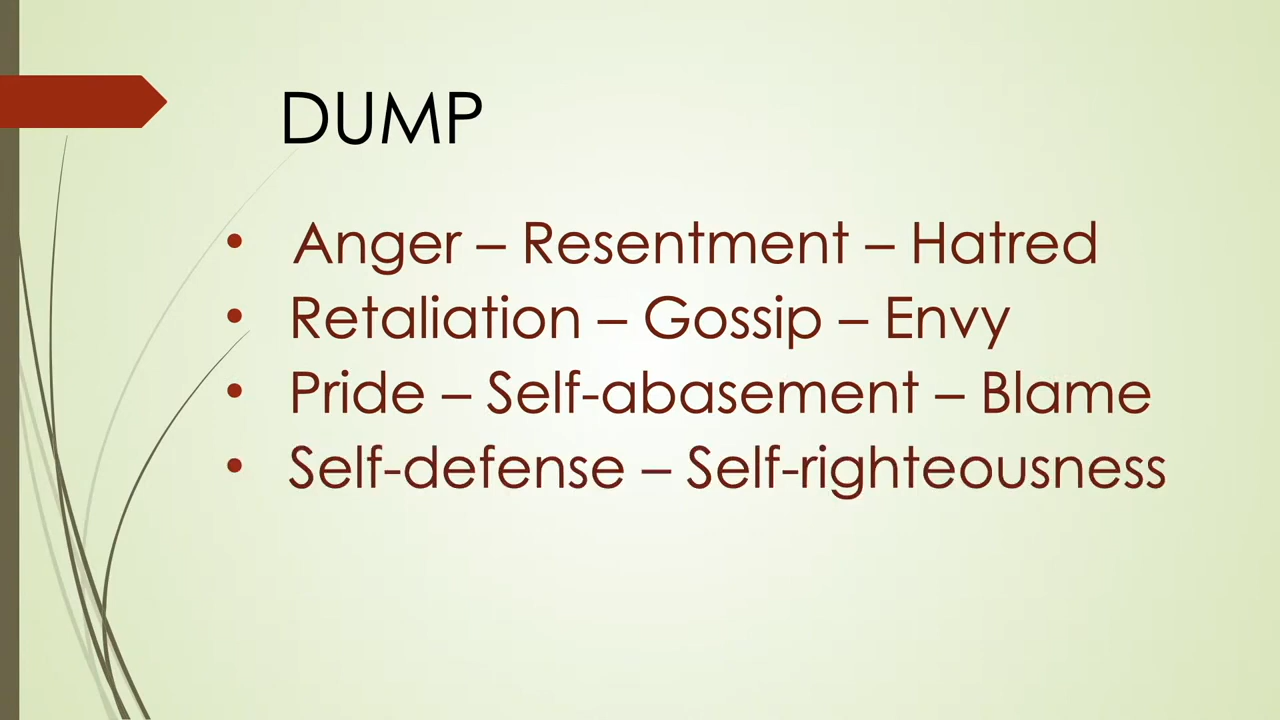 DUMP
• Anger – Resentment – Hatred
• Retaliation – Gossip – Envy
• Pride – Self-abasement – Blame
• Self-defense – Self-righteousness